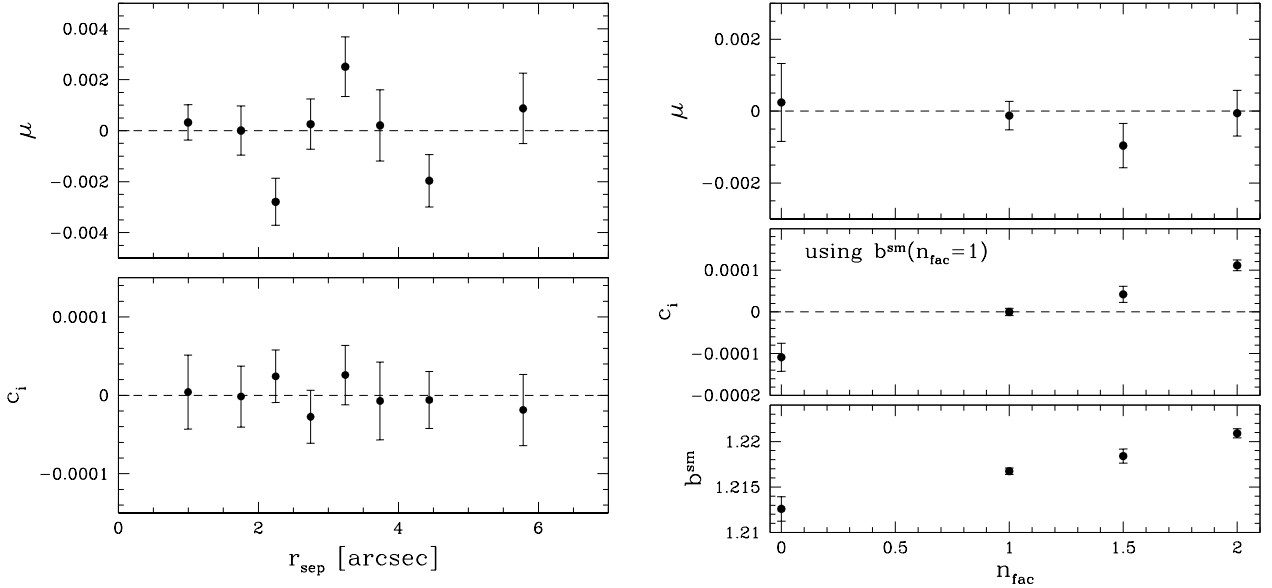 0.004
0.002
0
−0.002
−0.004
μ
0.0001
0
−0.0001
c_i
0 2 4 6
r_sep [arcsec]
0.002
0
−0.002
μ
using b^sm(n_fac=1)
0.0001
0
−0.0001
−0.0002
c_i
1.22
1.215
1.21
b^sm
0 0.5 1 1.5 2
n_fac